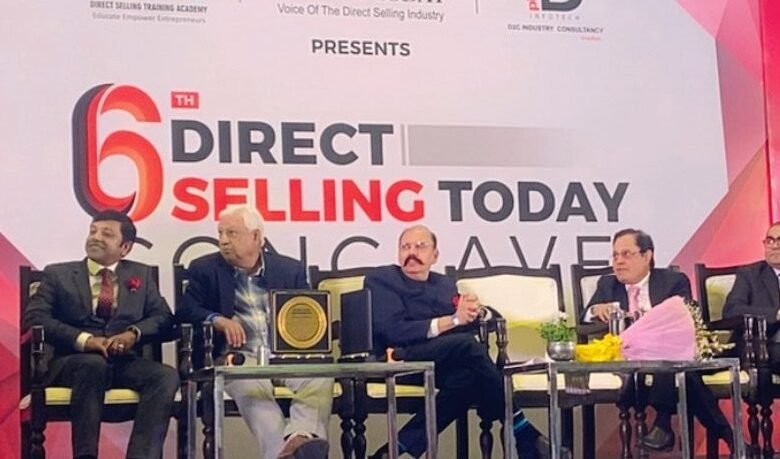 DIRECT SELLING TRAINING ACADEMY
Educate Empower Entrepreneurs
Voice Of The Direct Selling Industry
INFOTECH
D2C INDUSTRY CONSULTANCY
PRESENTS
6TH
DIRECT
SELLING TODAY
CONCLAVE